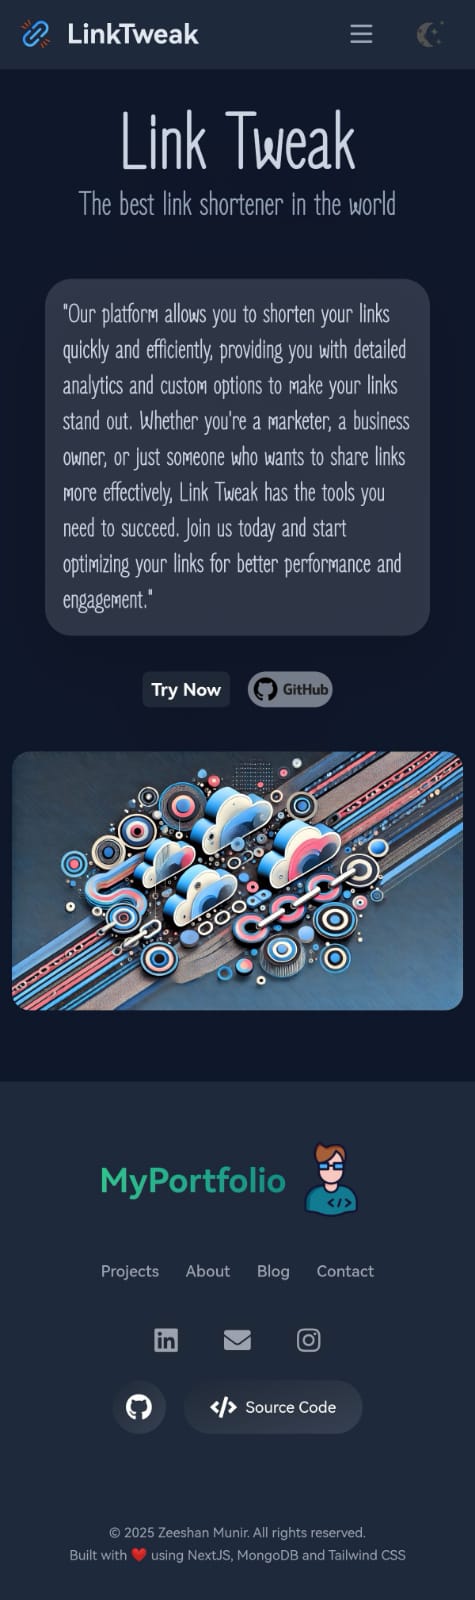 LinkTweak
Link Tweak
The best link shortener in the world
"Our platform allows you to shorten your links
quickly and efficiently, providing you with detailed
analytics and custom options to make your links
stand out. Whether you're a marketer, a business
owner, or just someone who wants to share links
more effectively, Link Tweak has the tools you
need to succeed. Join us today and start
optimizing your links for better performance and
engagement."
Try Now GitHub
MyPortfolio
Projects About Blog Contact
</> Source Code
© 2025 Zeeshan Munir. All rights reserved.
Built with ❤️ using NextJS, MongoDB and Tailwind CSS